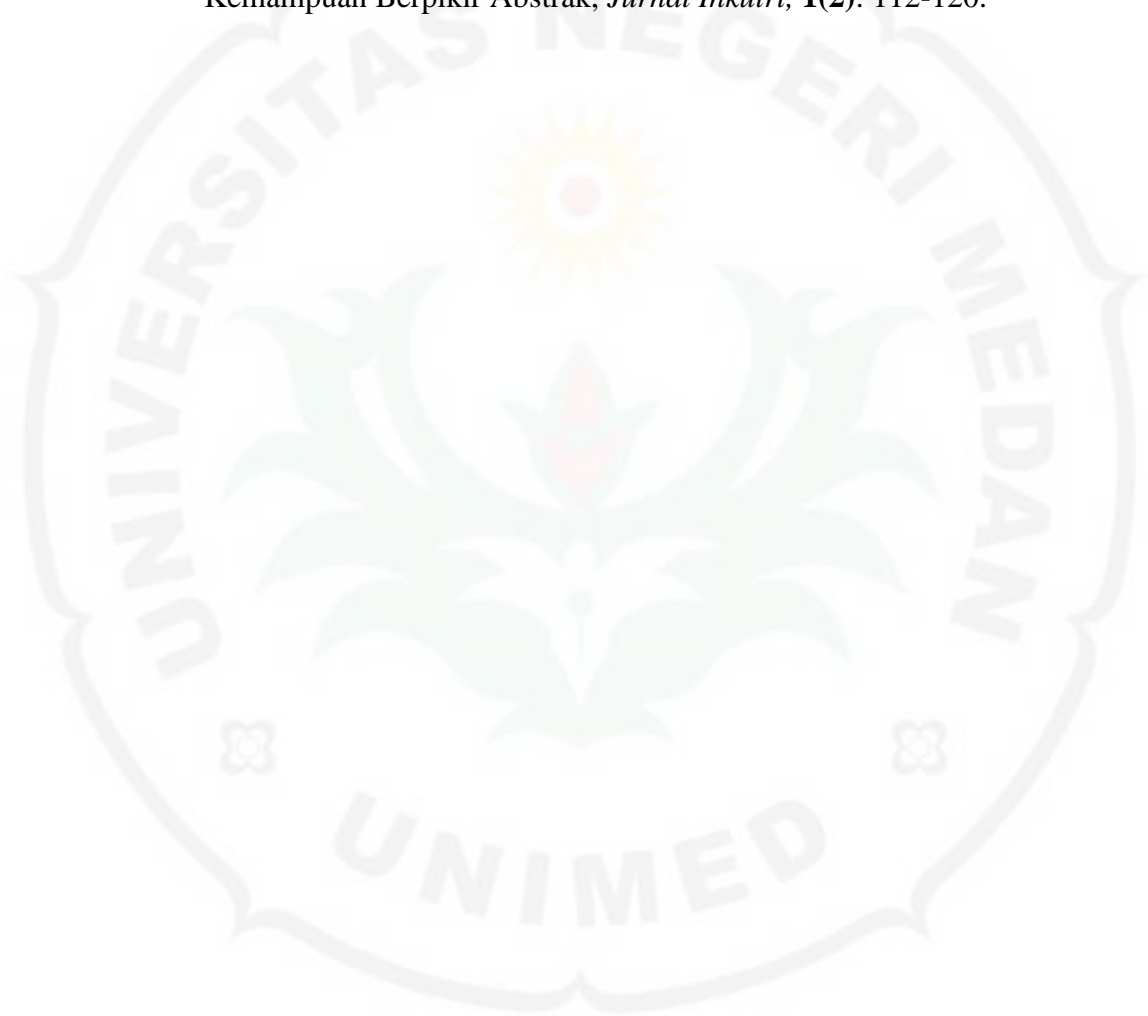 Kemampuan Berpikir Abstrak, Jurnal Inkuiri, 1(2): 112-120.
UNIVERSITAS NEGERI MEDAN
UNIMED